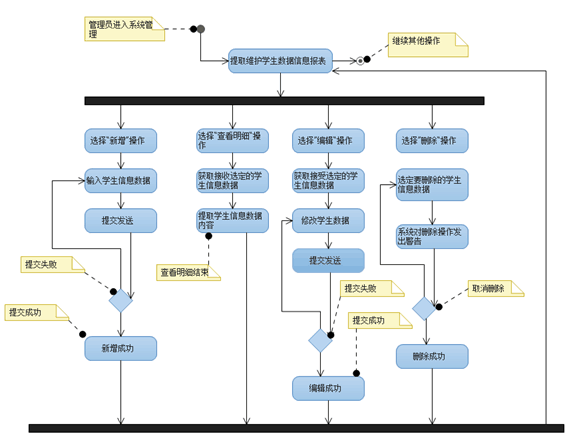 管理员进入系统管
理
继续其他操作
提取维护学生数据信息报表
选择"新增"操作
选择"查看明细"操
作
选择"编辑"操作
选择"删除"操作
输入学生信息数据
获取接收选定的学
生信息数据
获取接受选定的学
生信息数据
选定要删除的学生
信息数据
提交发送
提取学生信息数据
内容
修改学生数据
系统对删除操作发
出警告
提交失败
查看明细结束
提交发送
提交失败
取消删除
提交成功
提交成功
新增成功
删除成功
编辑成功